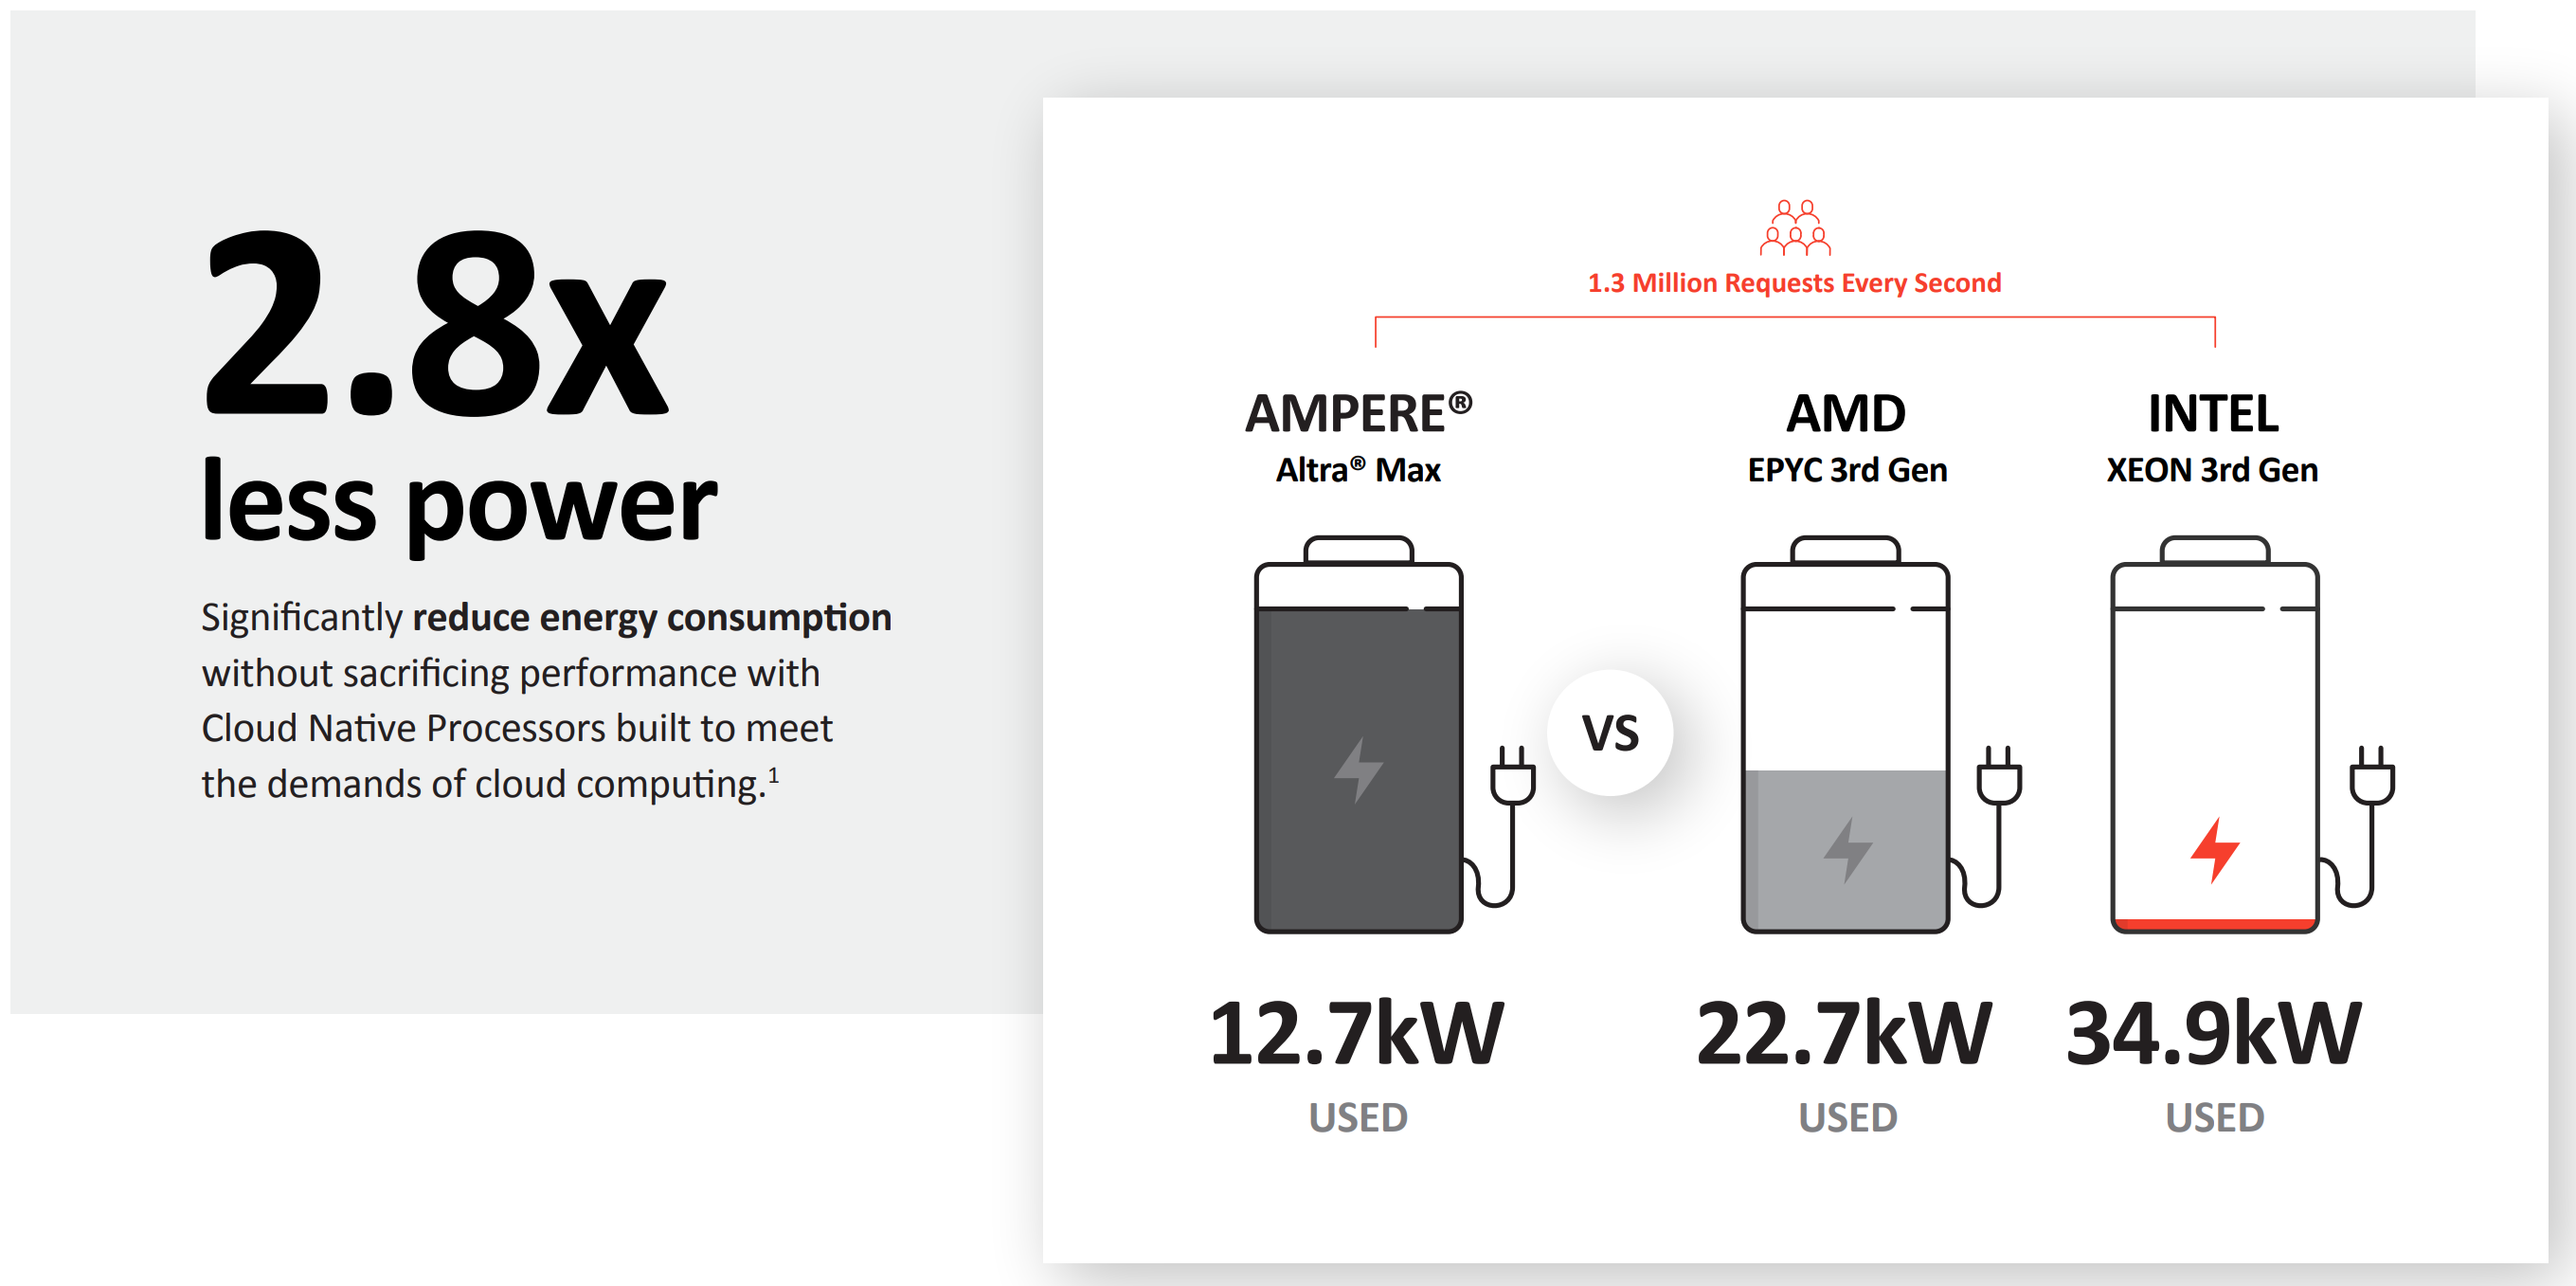 2.8x
less power
Significantly reduce energy consumption
without sacrificing performance with
Cloud Native Processors built to meet
the demands of cloud computing.¹
1.3 Million Requests Every Second
AMPERE®
Altra® Max
AMD
EPYC 3rd Gen
INTEL
XEON 3rd Gen
VS
12.7kW
USED
22.7kW
USED
34.9kW
USED